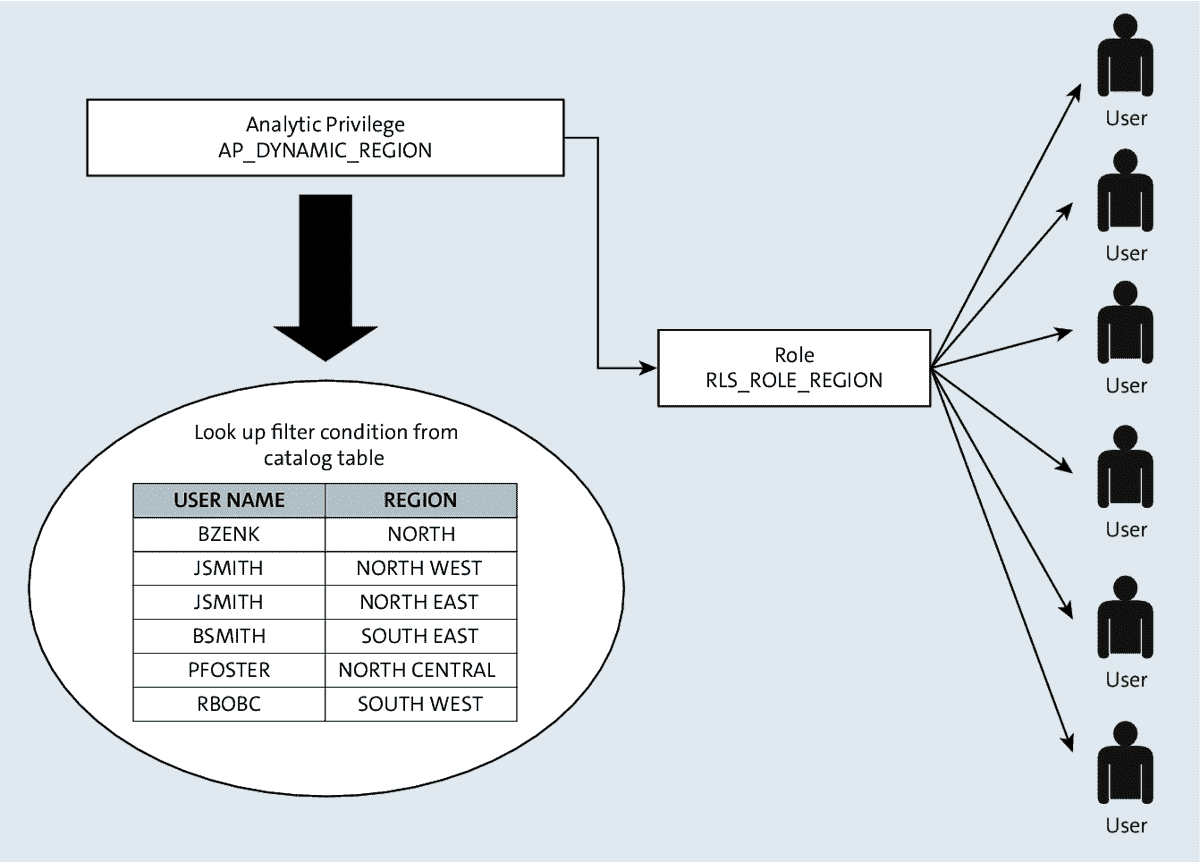 Analytic Privilege
AP_DYNAMIC_REGION
Look up filter condition from
catalog table
USER NAME REGION
BZENK NORTH
JSMITH NORTH WEST
JSMITH NORTH EAST
BSMITH SOUTH EAST
PFOSTER NORTH CENTRAL
RBOBC SOUTH WEST
Role
RLS_ROLE_REGION
User
User
User
User
User
User